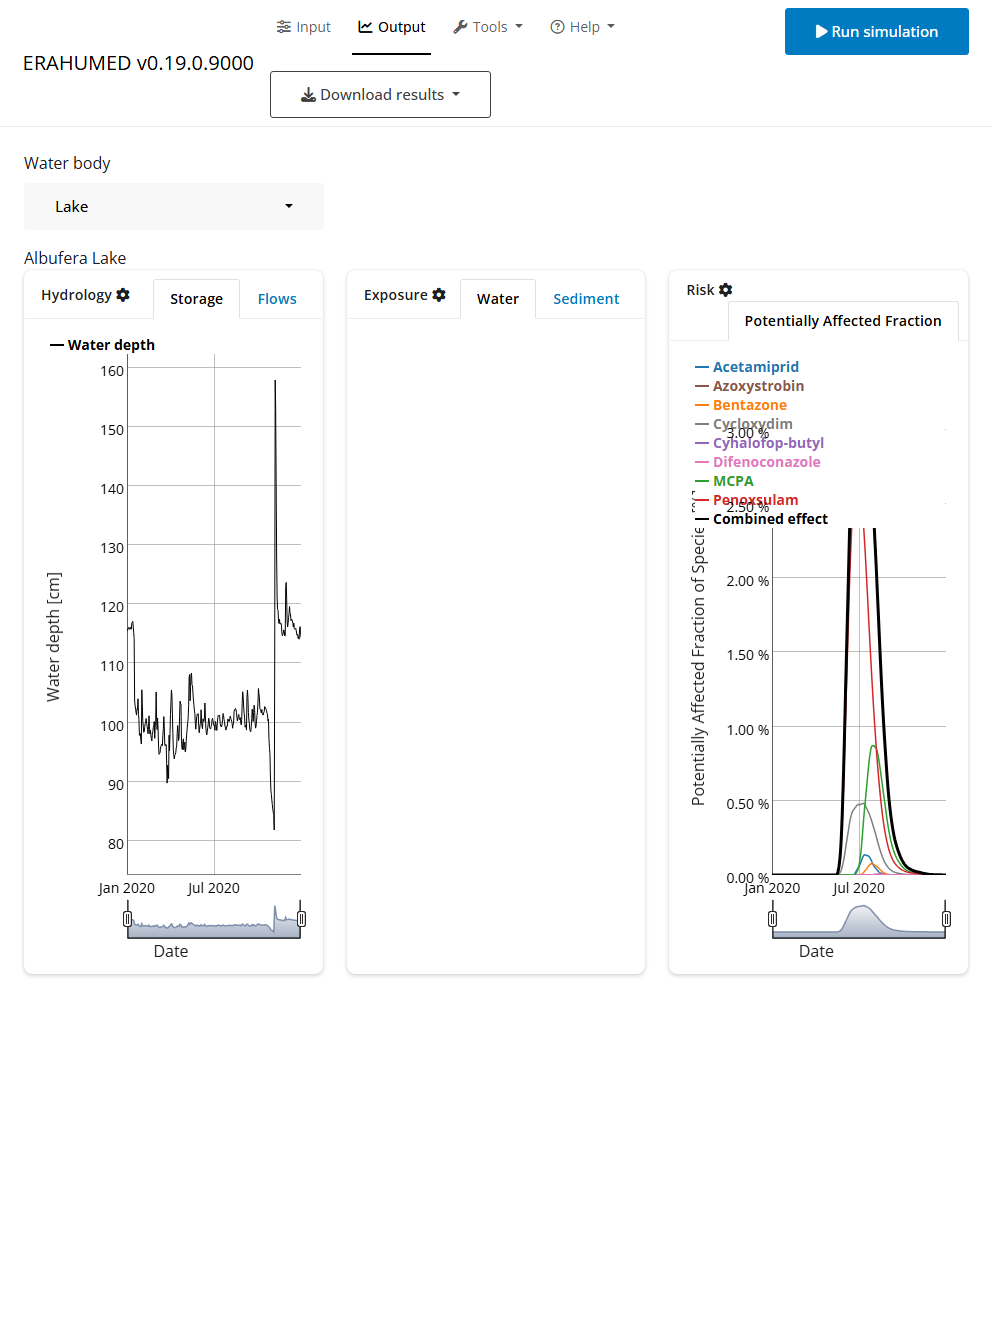 Input
Output
Tools
Help
Run simulation
ERAHUMED v0.19.0.9000
Download results
Water body
Lake
Albufera Lake
Hydrology
Storage
Flows
Water depth
160
150
140
130
120
110
100
90
80
Water depth [cm]
Jan 2020
Jul 2020
Date
Exposure
Water
Sediment
Risk
Potentially Affected Fraction
Acetamiprid
Azoxystrobin
Bentazone
Cycloxydim
3.00 %
Cyhalofop-butyl
Difenoconazole
MCPA
Penoxsulam
2.50 %
Combined effect
2.00 %
1.50 %
1.00 %
0.50 %
0.00 %
Potentially Affected Fraction of Specie
Jan 2020
Jul 2020
Date